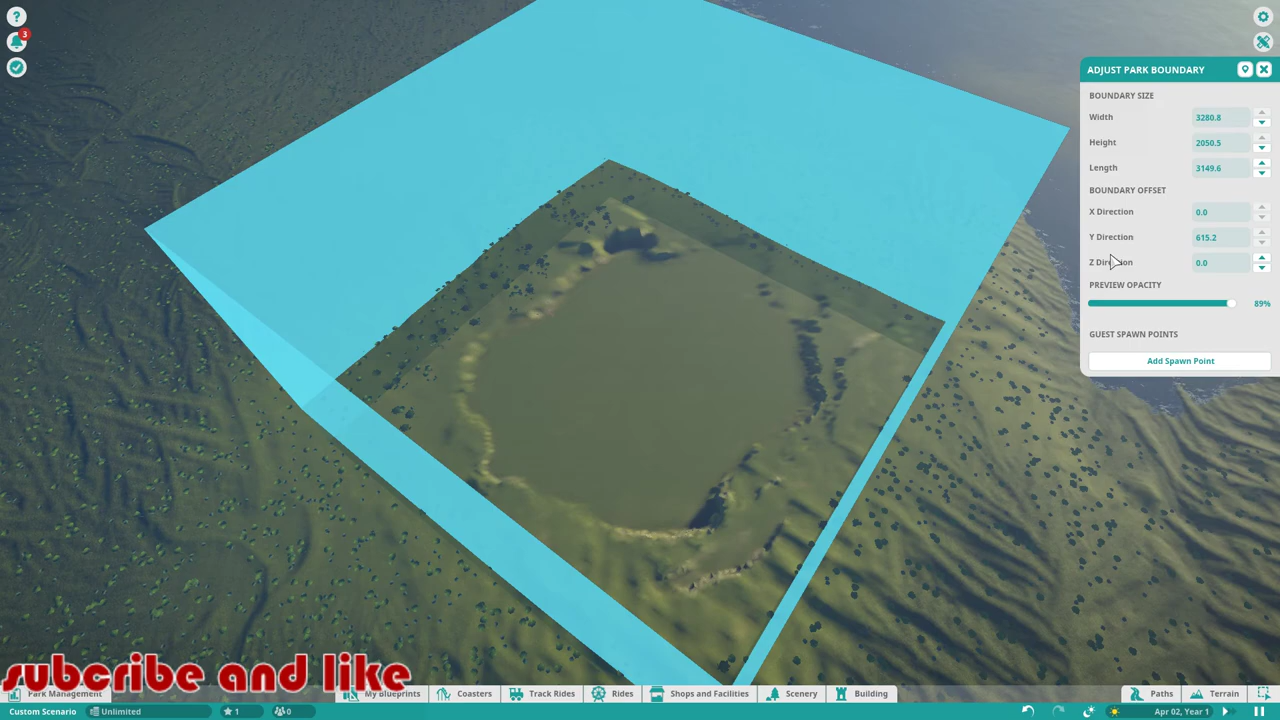 ?
3
ADJUST PARK BOUNDARY
BOUNDARY SIZE
Width 3280.8
Height 2050.5
Length 3149.6
BOUNDARY OFFSET
X Direction 0.0
Y Direction 615.2
Z Direction 0.0
PREVIEW OPACITY
89%
GUEST SPAWN POINTS
Add Spawn Point
subcribe and like
Park Management My blueprints Coasters Track Rides Rides Shops and Facilities Scenery Building Paths Terrain
Custom Scenario Unlimited 1 0 Apr 02, Year 1